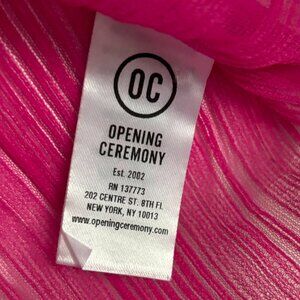 OC
OPENING
CEREMONY
Est. 2002
RN 137773
202 CENTRE ST. 8TH Fl.
NEW YORK, NY 10013
www.openingceremony.com